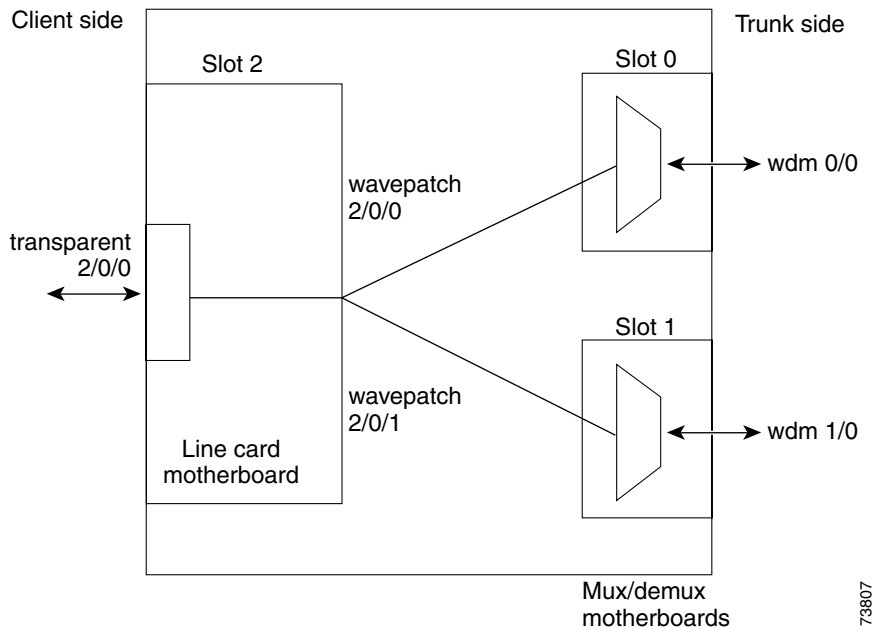 Client side
Trunk side
Slot 2
Slot 0
wavepatch
2/0/0
wdm 0/0
transparent
2/0/0
Slot 1
wavepatch
2/0/1
wdm 1/0
Line card
motherboard
Mux/demux
motherboards
73807